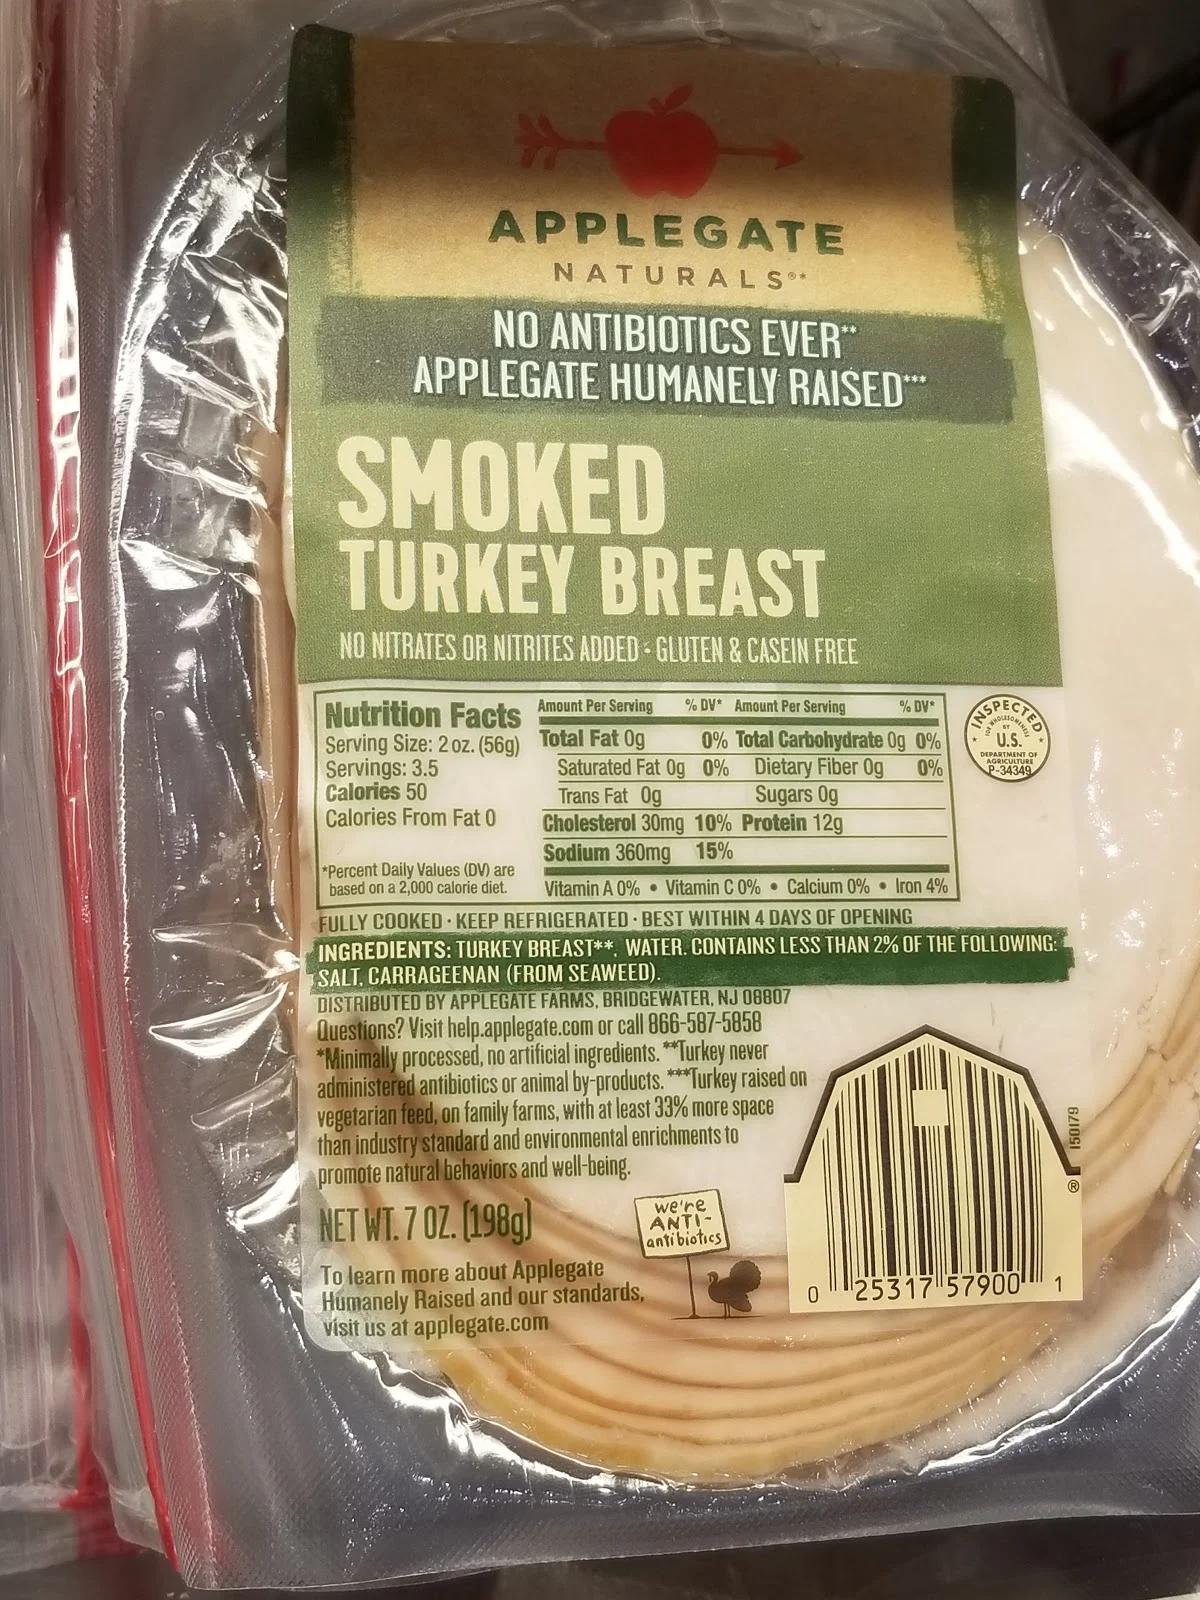 APPLEGATE
NATURALS®*
NO ANTIBIOTICS EVER**
APPLEGATE HUMANELY RAISED***
SMOKED
TURKEY BREAST
NO NITRATES OR NITRITES ADDED • GLUTEN & CASEIN FREE
Nutrition Facts
Serving Size: 2 oz. (56g)
Servings: 3.5
Calories 50
Calories From Fat 0
*Percent Daily Values (DV) are
based on a 2,000 calorie diet.
Amount Per Serving % DV* Amount Per Serving % DV*
Total Fat 0g 0% Total Carbohydrate 0g 0%
Saturated Fat 0g 0% Dietary Fiber 0g 0%
Trans Fat 0g Sugars 0g
Cholesterol 30mg 10% Protein 12g
Sodium 360mg 15%
Vitamin A 0% • Vitamin C 0% • Calcium 0% • Iron 4%
INSPECTED
FOR WHOLESOMENESS
BY
U.S.
DEPARTMENT OF
AGRICULTURE
P-34349
FULLY COOKED • KEEP REFRIGERATED • BEST WITHIN 4 DAYS OF OPENING
INGREDIENTS: TURKEY BREAST**, WATER. CONTAINS LESS THAN 2% OF THE FOLLOWING:
SALT, CARRAGEENAN (FROM SEAWEED).
DISTRIBUTED BY APPLEGATE FARMS, BRIDGEWATER, NJ 08807
Questions? Visit help.applegate.com or call 866-587-5858
*Minimally processed, no artificial ingredients. **Turkey never
administered antibiotics or animal by-products. ***Turkey raised on
vegetarian feed, on family farms, with at least 33% more space
than industry standard and environmental enrichments to
promote natural behaviors and well-being.
NET WT. 7 OZ. (198g)
To learn more about Applegate
Humanely Raised and our standards,
visit us at applegate.com
we're
ANTI-
antibiotics
150179
®
0 25317 57900 1